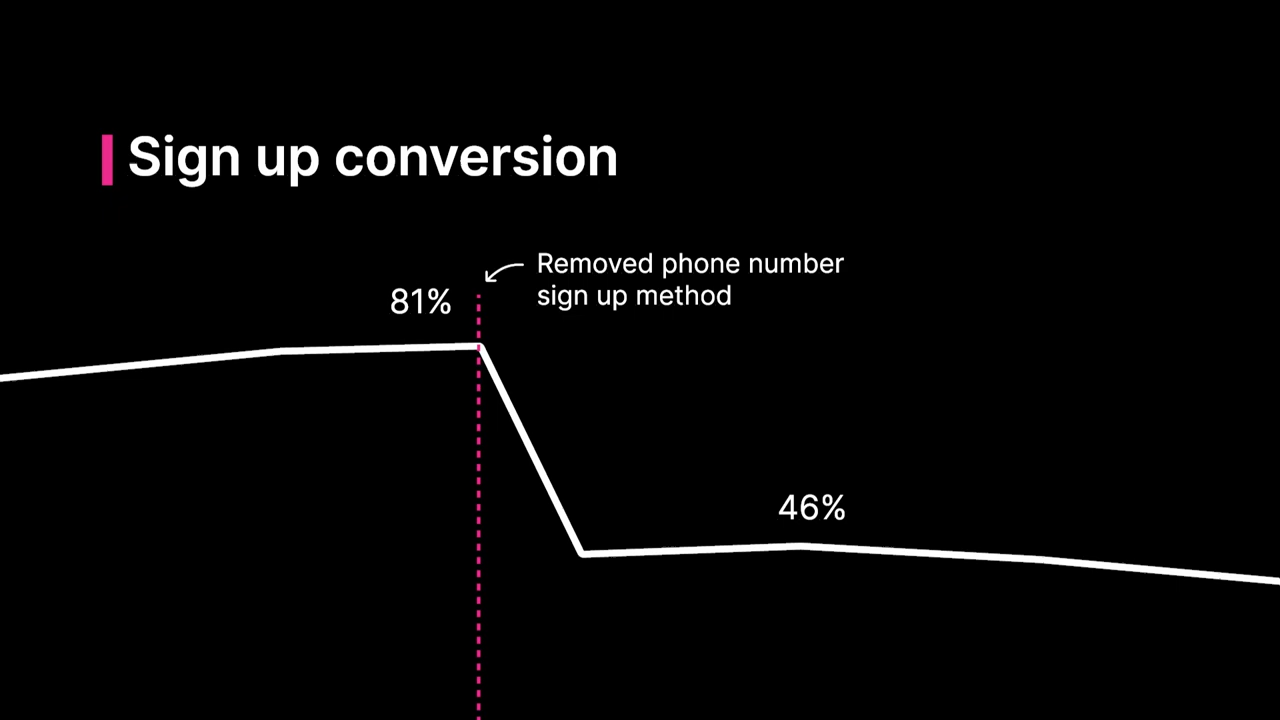 Sign up conversion
Removed phone number
sign up method
81%
46%